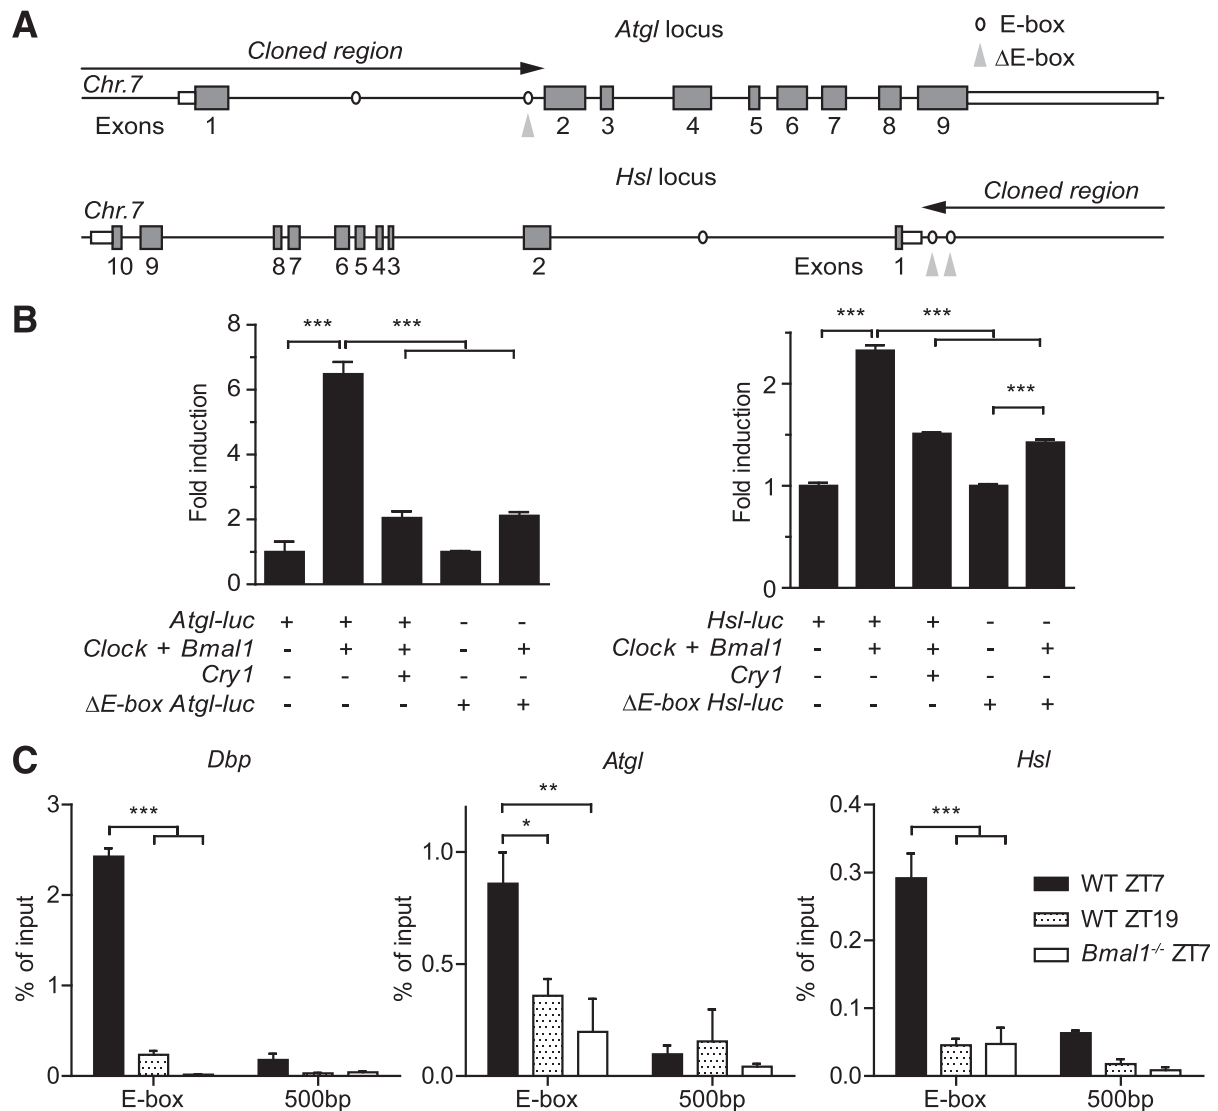 A
Atgl locus
E-box
ΔE-box
Cloned region
Chr.7
Exons 1 2 3 4 5 6 7 8 9
Hsl locus
Cloned region
Chr.7
10 9 8 7 6 5 4 3 2 Exons 1
B
*** ***
8
6
4
2
0
Fold induction
Atgl-luc + + + - -
Clock + Bmal1 - + + - +
Cry1 - - + - -
ΔE-box Atgl-luc - - - + +
*** ***
***
2
1
0
Fold induction
Hsl-luc + + + - -
Clock + Bmal1 - + + - +
Cry1 - - + - -
ΔE-box Hsl-luc - - - + +
C
Dbp
***
3
2
1
0
% of input
E-box 500bp
Atgl
**
*
1.0
0.5
0.0
% of input
E-box 500bp
Hsl
***
0.4
0.3
0.2
0.1
0.0
% of input
E-box 500bp
WT ZT7
WT ZT19
Bmal1-/- ZT7